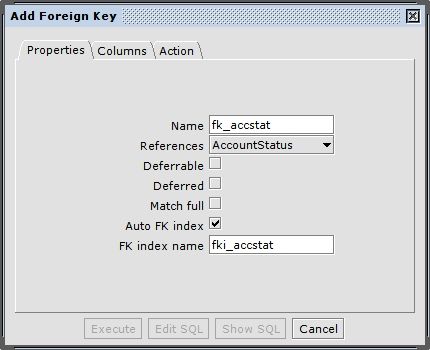 Add Foreign Key
Properties Columns Action
Name fk_accstat
References AccountStatus
Deferrable
Deferred
Match full
Auto FK index
FK index name fki_accstat
Execute Edit SQL Show SQL Cancel